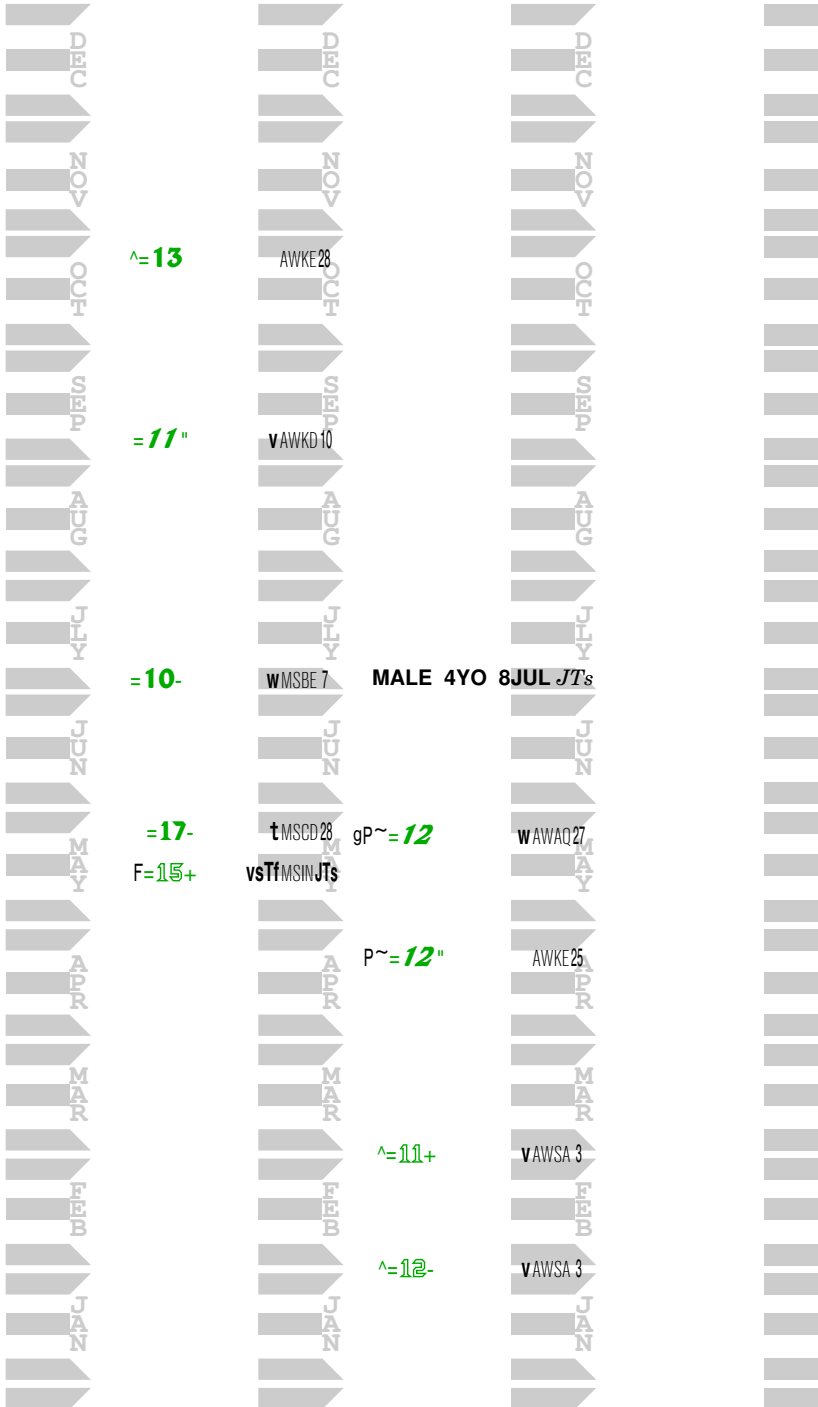 DEC DEC DEC
NOV NOV NOV
^=13 AWKE28
OCT OCT OCT
SEP SEP SEP
=11" vAWKD10
AUG AUG AUG
JLY JLY JLY
=10- wMSBE 7 MALE 4YO 8JUL JTs
JUN JUN JUN
=17- tMSCD28 gP~=12 wAWAQ27
MAY MAY MAY
F=15+ vsTfMSINJTs
P~=12" AWKE25
APR APR APR
MAR MAR MAR
^=11+ vAWSA 3
FEB FEB FEB
^=12- vAWSA 3
JAN JAN JAN